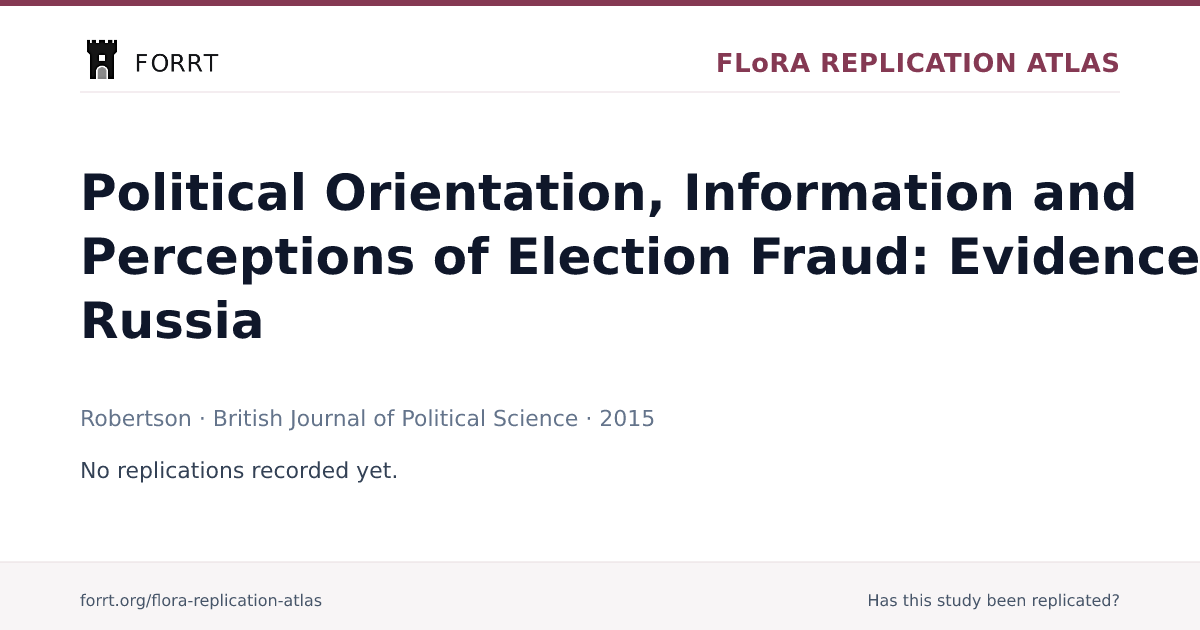 FORRT
FLoRA REPLICATION ATLAS
Political Orientation, Information and
Perceptions of Election Fraud: Evidence
Russia
Robertson · British Journal of Political Science · 2015
No replications recorded yet.
forrt.org/flora-replication-atlas
Has this study been replicated?